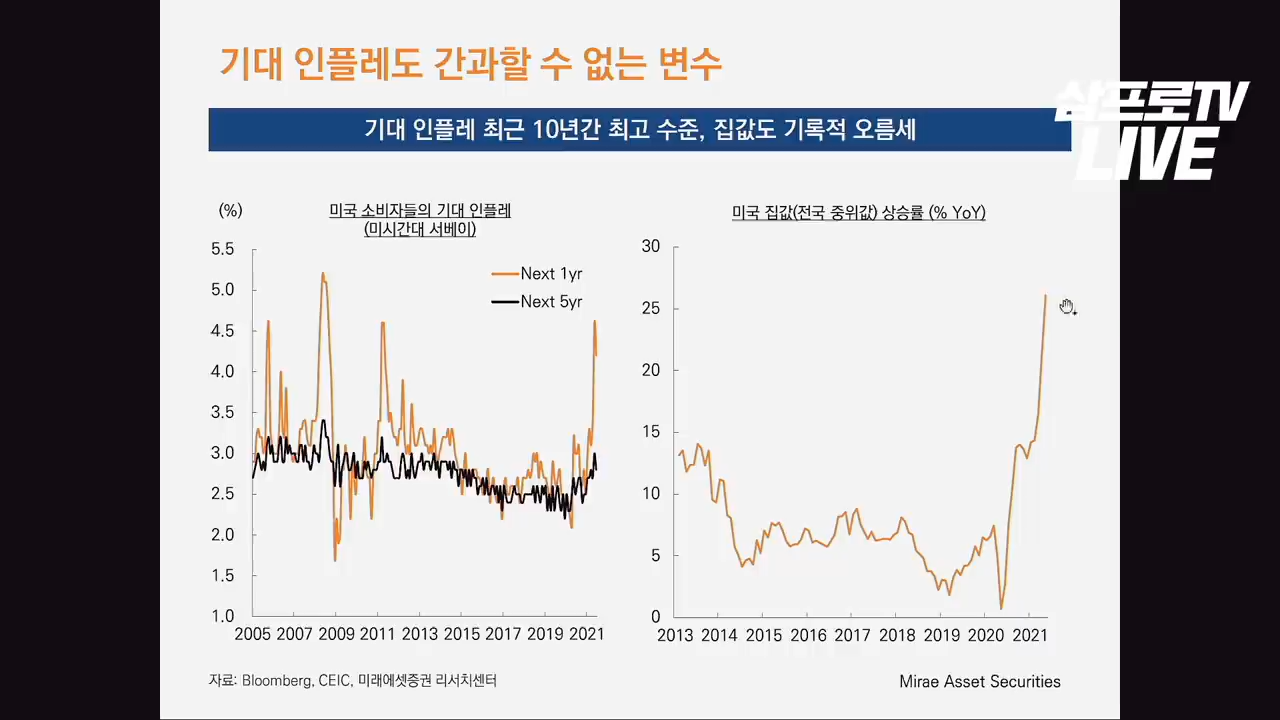 기대 인플레도 간과할 수 없는 변수
삼프로TV
LIVE
기대 인플레 최근 10년간 최고 수준, 집값도 기록적 오름세
(%)
미국 소비자들의 기대 인플레
(미시간대 서베이)
5.5
5.0
4.5
4.0
3.5
3.0
2.5
2.0
1.5
1.0
Next 1yr
Next 5yr
2005 2007 2009 2011 2013 2015 2017 2019 2021
미국 집값(전국 중위값) 상승률 (% YoY)
30
25
20
15
10
5
0
2013 2014 2015 2016 2017 2018 2019 2020 2021
자료: Bloomberg, CEIC, 미래에셋증권 리서치센터
Mirae Asset Securities